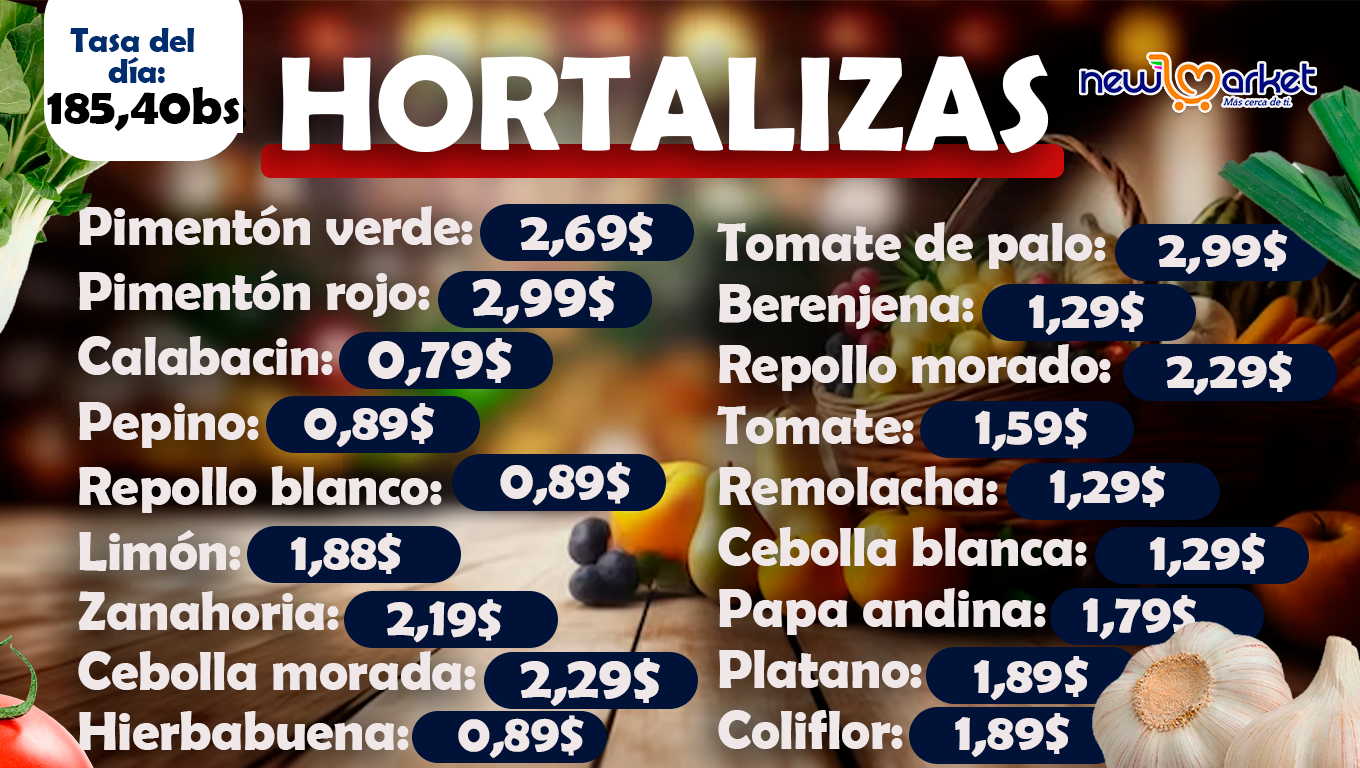 Tasa del
día:
185,40bs
HORTALIZAS
newmarket
Más cerca de tí.
Pimentón verde: 2,69$
Pimentón rojo: 2,99$
Calabacin: 0,79$
Pepino: 0,89$
Repollo blanco: 0,89$
Limón: 1,88$
Zanahoria: 2,19$
Cebolla morada: 2,29$
Hierbabuena: 0,89$
Tomate de palo: 2,99$
Berenjena: 1,29$
Repollo morado: 2,29$
Tomate: 1,59$
Remolacha: 1,29$
Cebolla blanca: 1,29$
Papa andina: 1,79$
Platano: 1,89$
Coliflor: 1,89$